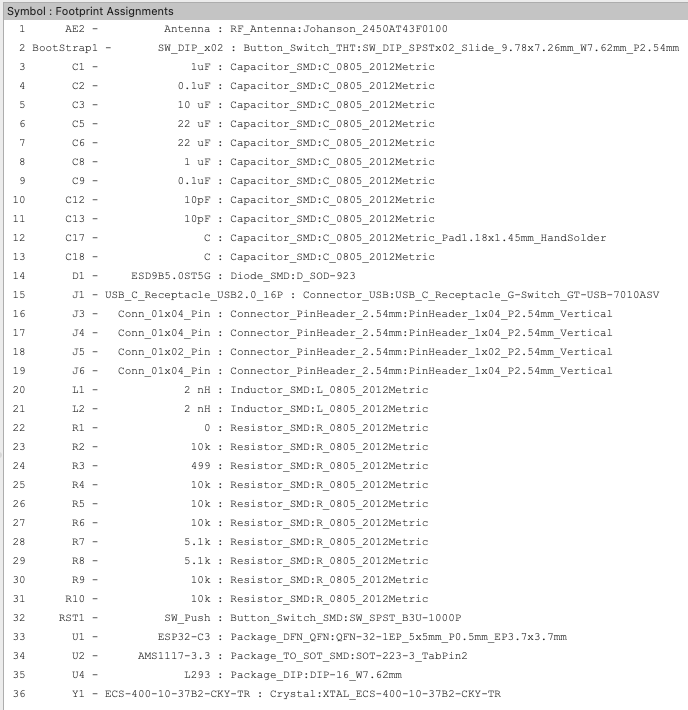 Symbol : Footprint Assignments
1 AE2 - Antenna : RF_Antenna:Johanson_2450AT43F0100
2 BootStrap1 - SW_DIP_x02 : Button_Switch_THT:SW_DIP_SPSTx02_Slide_9.78x7.26mm_W7.62mm_P2.54mm
3 C1 - 1uF : Capacitor_SMD:C_0805_2012Metric
4 C2 - 0.1uF : Capacitor_SMD:C_0805_2012Metric
5 C3 - 10 uF : Capacitor_SMD:C_0805_2012Metric
6 C5 - 22 uF : Capacitor_SMD:C_0805_2012Metric
7 C6 - 22 uF : Capacitor_SMD:C_0805_2012Metric
8 C8 - 1 uF : Capacitor_SMD:C_0805_2012Metric
9 C9 - 0.1uF : Capacitor_SMD:C_0805_2012Metric
10 C12 - 10pF : Capacitor_SMD:C_0805_2012Metric
11 C13 - 10pF : Capacitor_SMD:C_0805_2012Metric
12 C17 - C : Capacitor_SMD:C_0805_2012Metric_Pad1.18x1.45mm_HandSolder
13 C18 - C : Capacitor_SMD:C_0805_2012Metric
14 D1 - ESD9B5.0ST5G : Diode_SMD:D_SOD-923
15 J1 - USB_C_Receptacle_USB2.0_16P : Connector_USB:USB_C_Receptacle_G-Switch_GT-USB-7010ASV
16 J3 - Conn_01x04_Pin : Connector_PinHeader_2.54mm:PinHeader_1x04_P2.54mm_Vertical
17 J4 - Conn_01x04_Pin : Connector_PinHeader_2.54mm:PinHeader_1x04_P2.54mm_Vertical
18 J5 - Conn_01x02_Pin : Connector_PinHeader_2.54mm:PinHeader_1x02_P2.54mm_Vertical
19 J6 - Conn_01x04_Pin : Connector_PinHeader_2.54mm:PinHeader_1x04_P2.54mm_Vertical
20 L1 - 2 nH : Inductor_SMD:L_0805_2012Metric
21 L2 - 2 nH : Inductor_SMD:L_0805_2012Metric
22 R1 - 0 : Resistor_SMD:R_0805_2012Metric
23 R2 - 10k : Resistor_SMD:R_0805_2012Metric
24 R3 - 499 : Resistor_SMD:R_0805_2012Metric
25 R4 - 10k : Resistor_SMD:R_0805_2012Metric
26 R5 - 10k : Resistor_SMD:R_0805_2012Metric
27 R6 - 10k : Resistor_SMD:R_0805_2012Metric
28 R7 - 5.1k : Resistor_SMD:R_0805_2012Metric
29 R8 - 5.1k : Resistor_SMD:R_0805_2012Metric
30 R9 - 10k : Resistor_SMD:R_0805_2012Metric
31 R10 - 10k : Resistor_SMD:R_0805_2012Metric
32 RST1 - SW_Push : Button_Switch_SMD:SW_SPST_B3U-1000P
33 U1 - ESP32-C3 : Package_DFN_QFN:QFN-32-1EP_5x5mm_P0.5mm_EP3.7x3.7mm
34 U2 - AMS1117-3.3 : Package_TO_SOT_SMD:SOT-223-3_TabPin2
35 U4 - L293 : Package_DIP:DIP-16_W7.62mm
36 Y1 - ECS-400-10-37B2-CKY-TR : Crystal:XTAL_ECS-400-10-37B2-CKY-TR